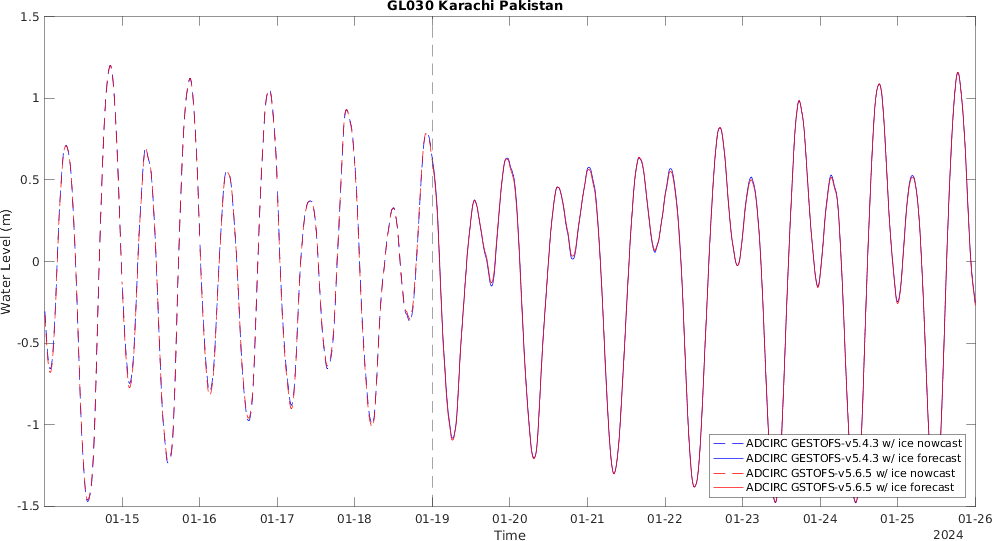 GL030 Karachi Pakistan
1.5
1
0.5
0
-0.5
-1
-1.5
Water Level (m)
01-15 01-16 01-17 01-18 01-19 01-20 01-21 01-22 01-23 01-24 01-25 01-26
Time
2024
ADCIRC GESTOFS-v5.4.3 w/ ice nowcast
ADCIRC GESTOFS-v5.4.3 w/ ice forecast
ADCIRC GSTOFS-v5.6.5 w/ ice nowcast
ADCIRC GSTOFS-v5.6.5 w/ ice forecast